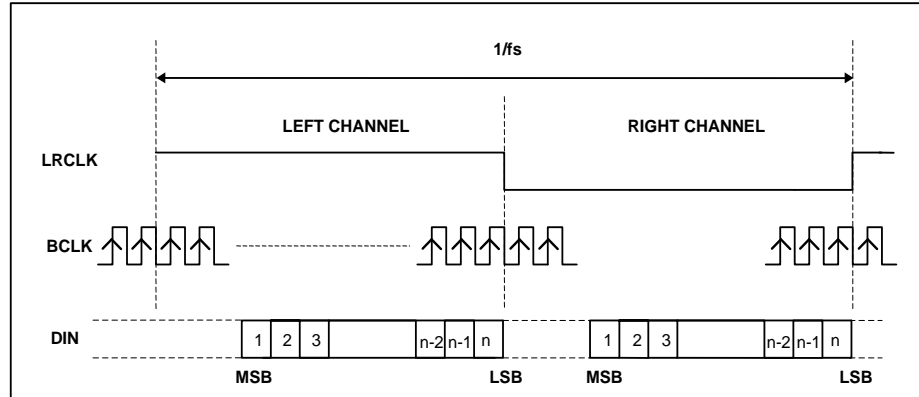 1/fs
LEFT CHANNEL RIGHT CHANNEL
LRCLK
BCLK
DIN 1 2 3 n-2 n-1 n 1 2 3 n-2 n-1 n
MSB LSB MSB LSB